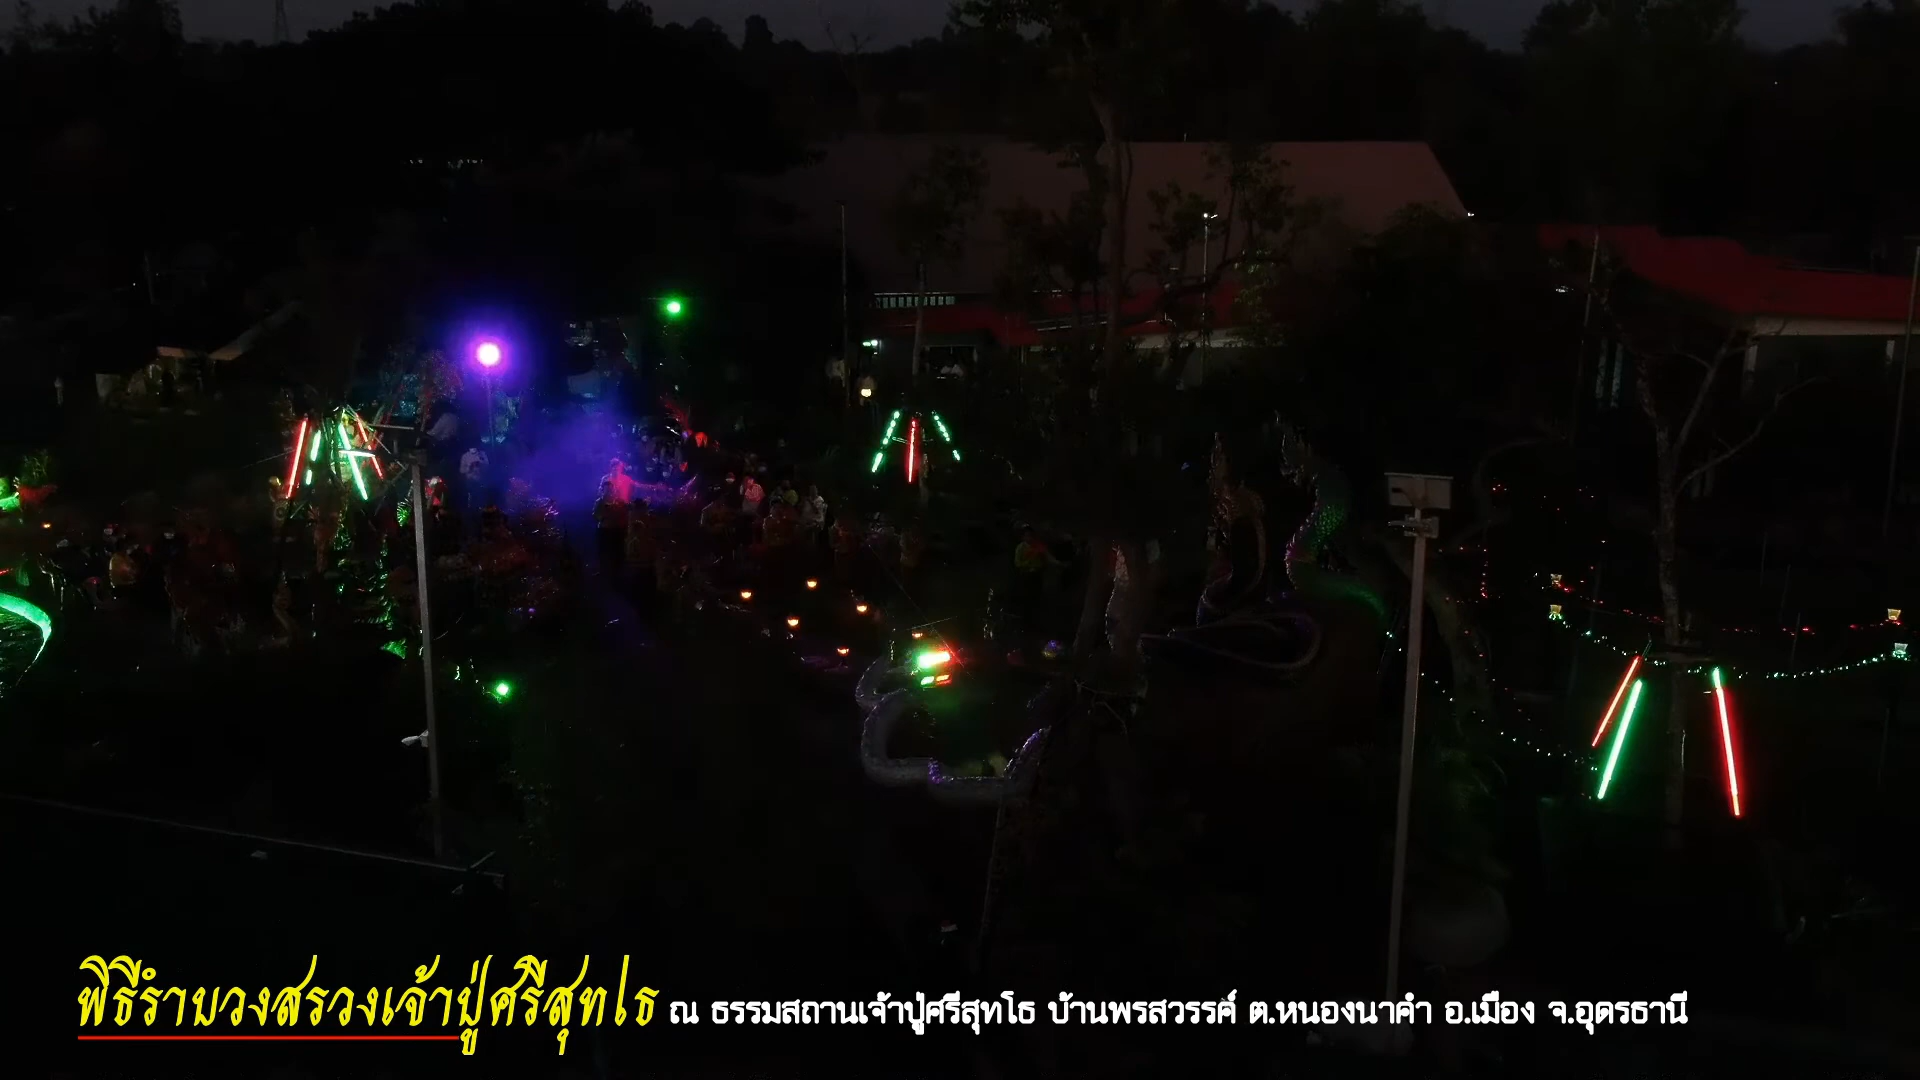 พิธีรำบวงสรวงเจ้าปู่ศรีสุทโธ ณ ธรรมสถานเจ้าปู่ศรีสุทโธ บ้านพรสวรรค์ ต.หนองนาคำ อ.เมือง จ.อุดรธานี